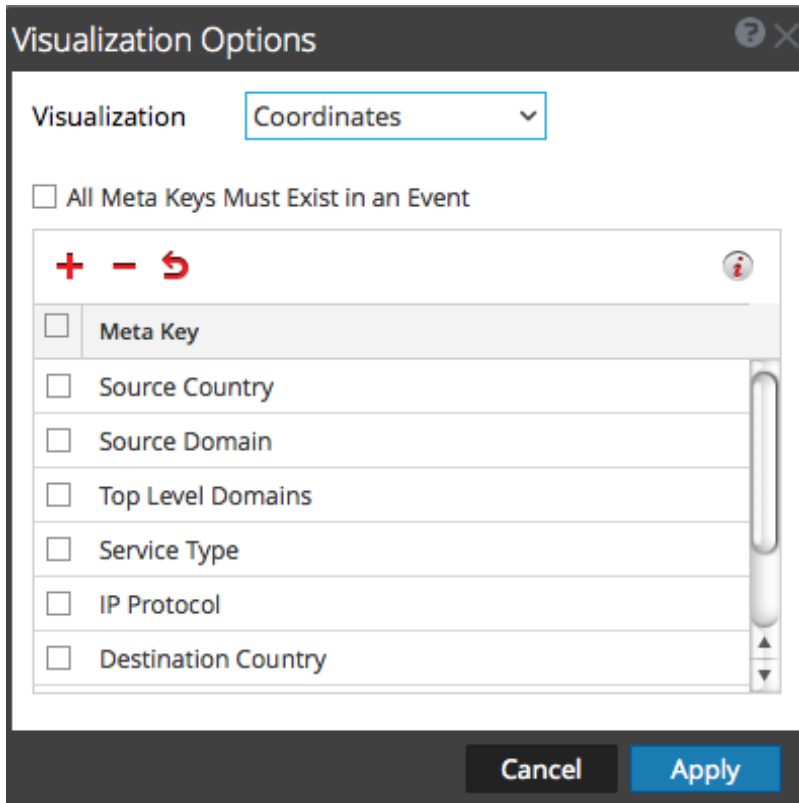 Visualization Options
Visualization Coordinates
All Meta Keys Must Exist in an Event
Meta Key
Source Country
Source Domain
Top Level Domains
Service Type
IP Protocol
Destination Country
Cancel Apply